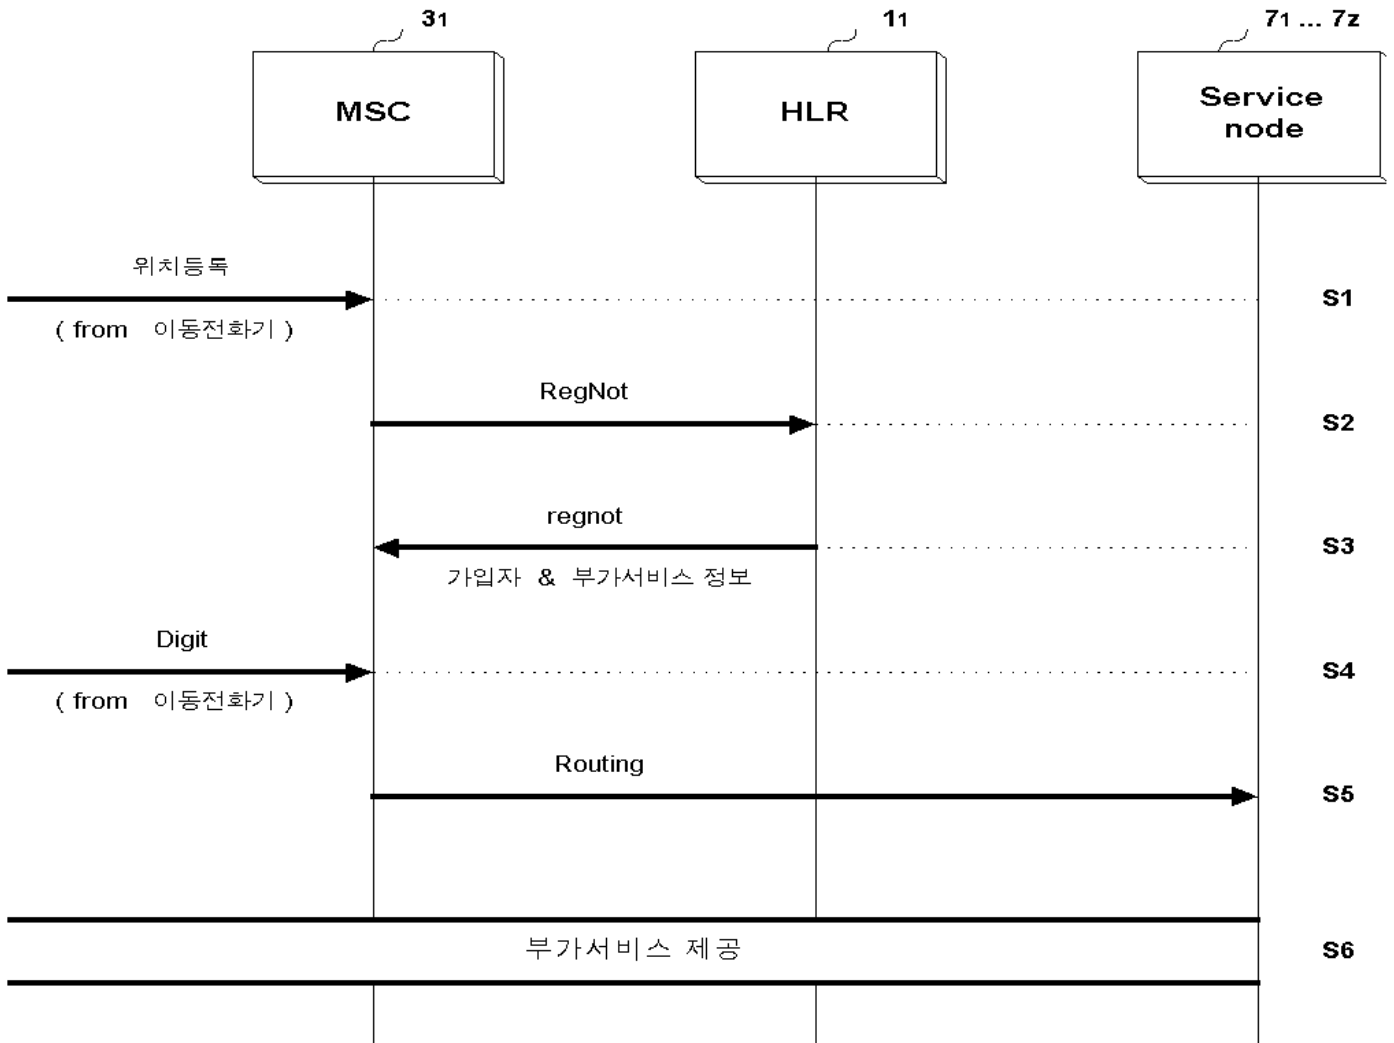 31
11
71 ... 7z
MSC
HLR
Service
node
위치등록
S1
( from 이동전화기 )
RegNot
S2
regnot
S3
가입자 & 부가서비스 정보
Digit
S4
( from 이동전화기 )
Routing
S5
부가서비스 제공
S6